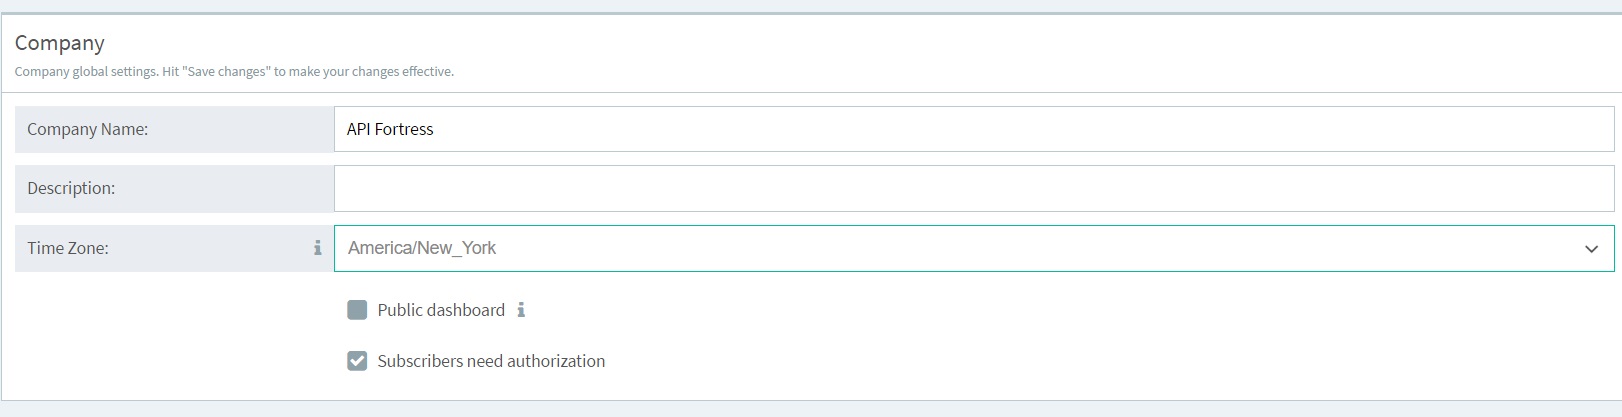 Company
Company global settings. Hit "Save changes" to make your changes effective.
Company Name: API Fortress
Description:
Time Zone: America/New_York
Public dashboard
Subscribers need authorization